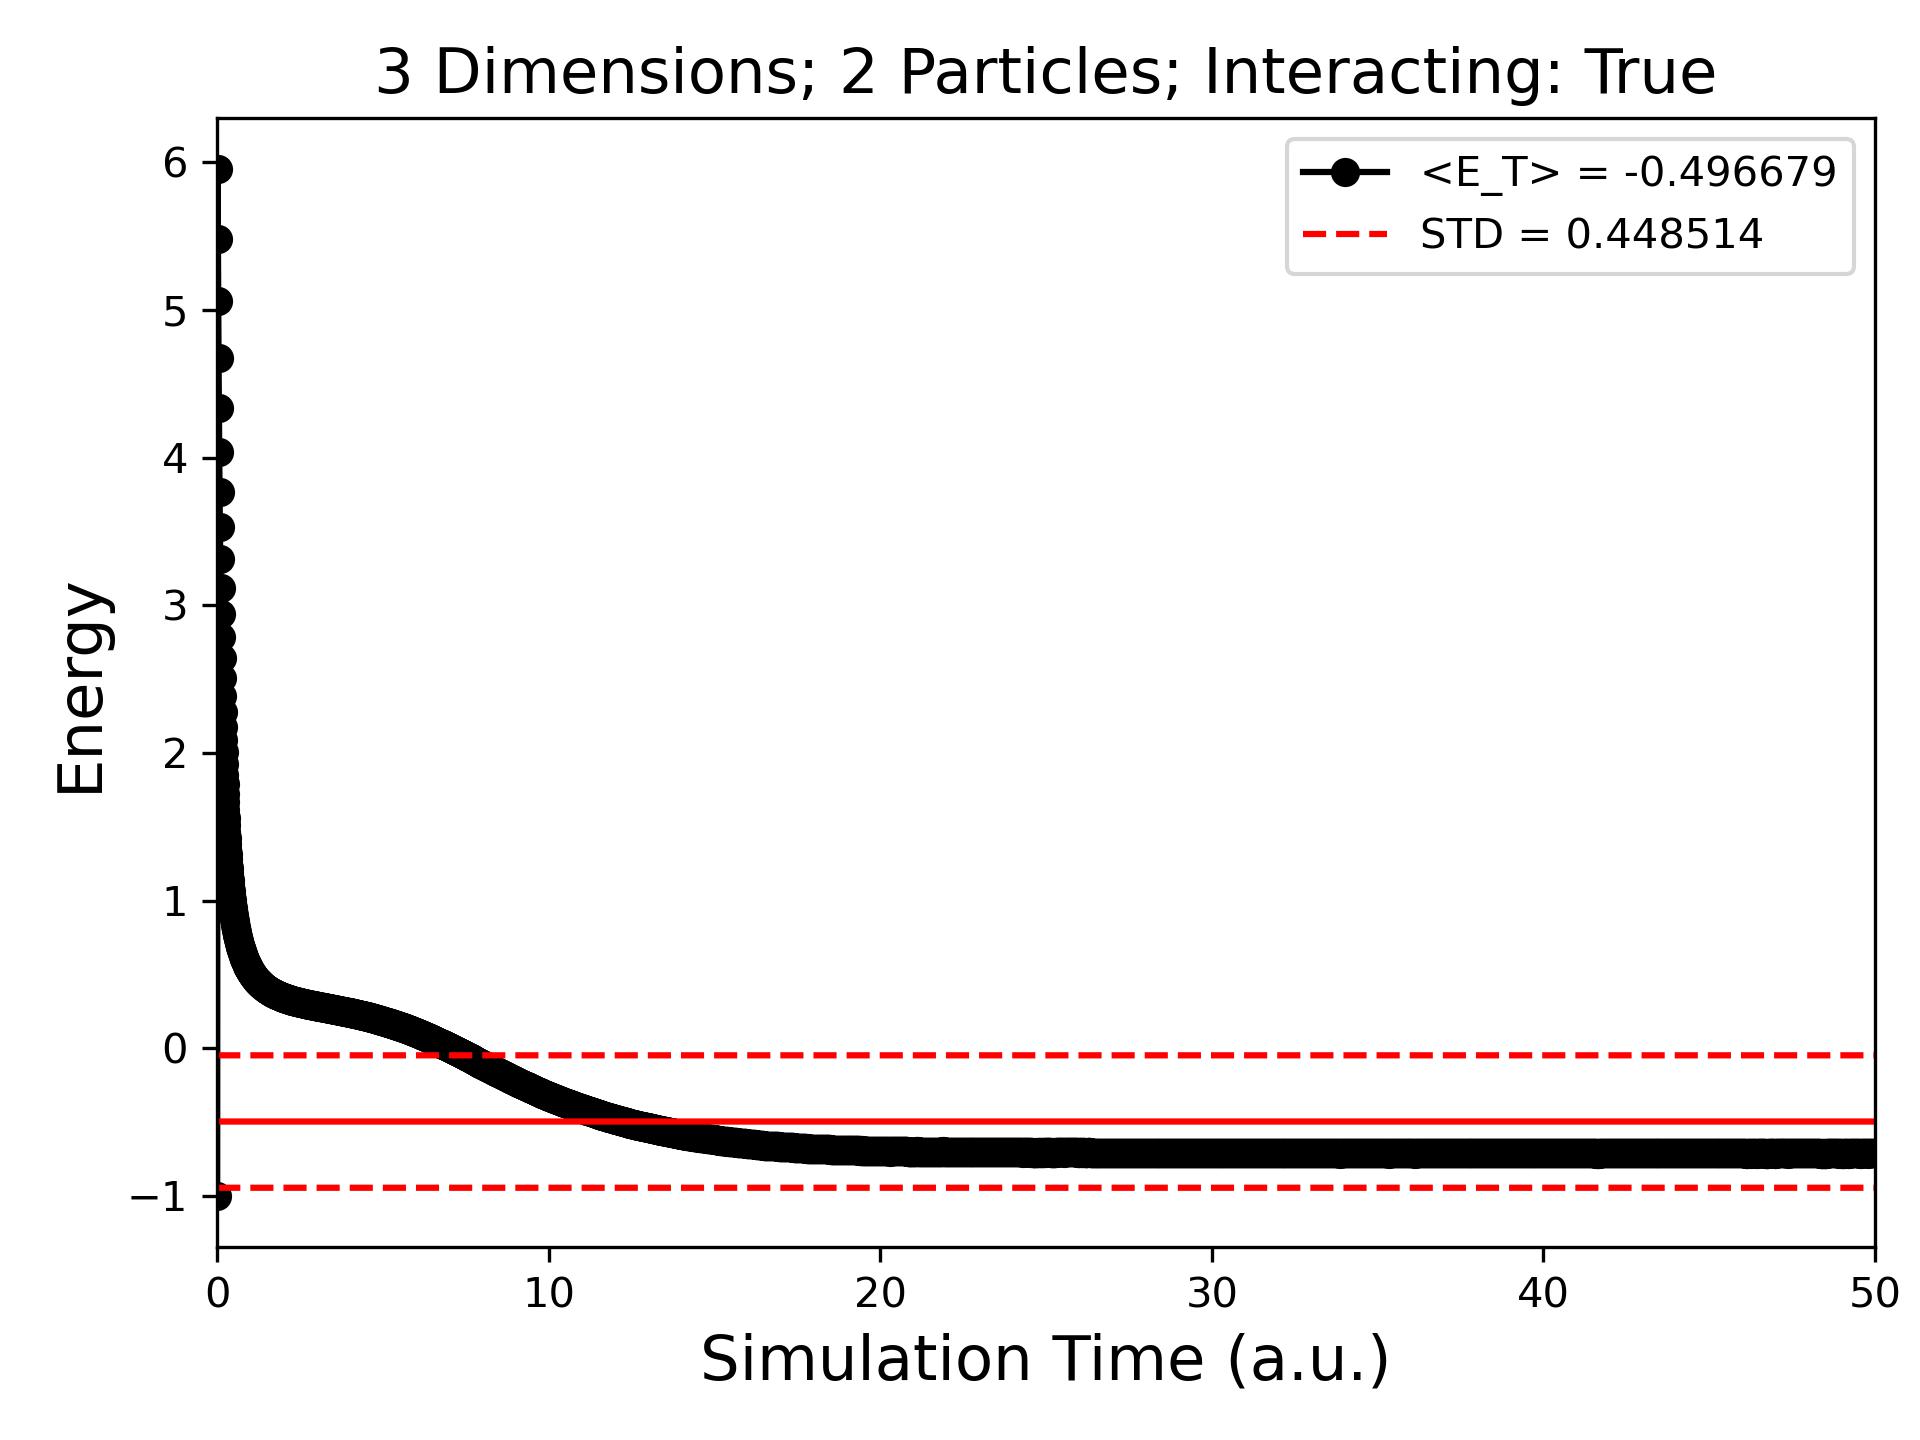 3 Dimensions; 2 Particles; Interacting: True
<E_T> = -0.496679
STD = 0.448514
Energy
6
5
4
3
2
1
0
−1
0 10 20 30 40 50
Simulation Time (a.u.)